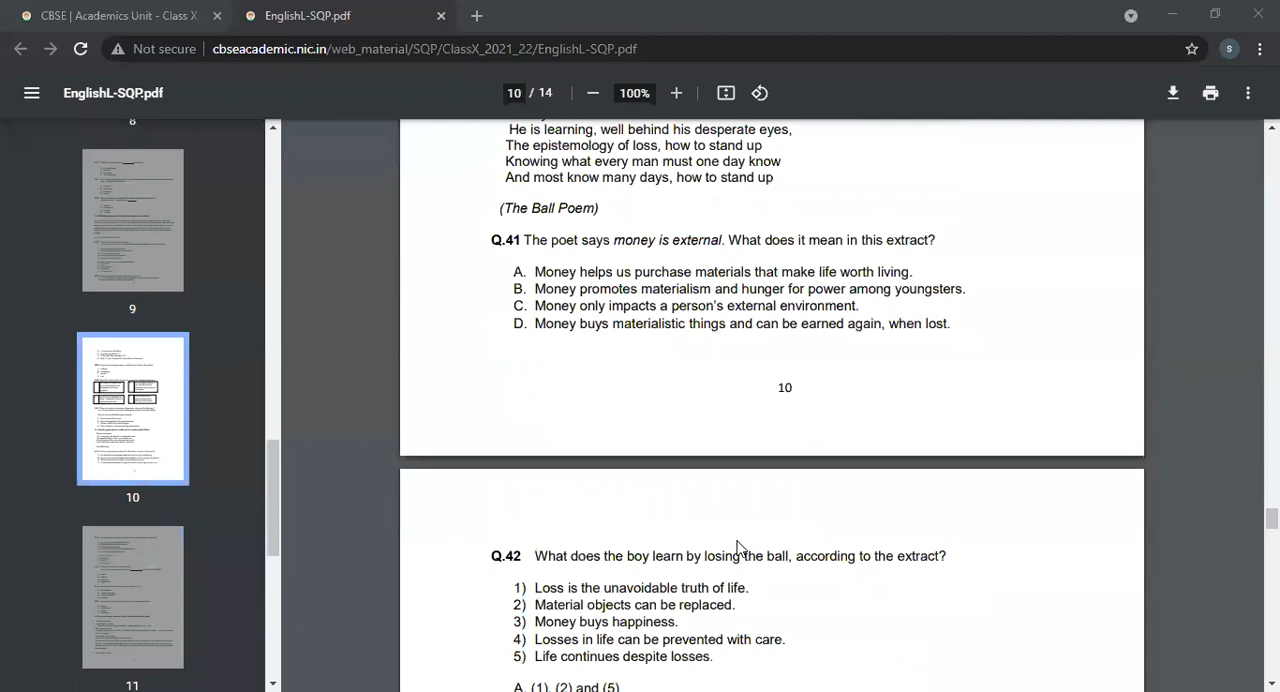 CBSE | Academics Unit - Class X
EnglishL-SQP.pdf
Not secure
cbseacademic.nic.in/web_material/SQP/ClassX_2021_22/EnglishL-SQP.pdf
S
EnglishL-SQP.pdf
10 / 14
100%
8
9
10
11
He is learning, well behind his desperate eyes,
The epistemology of loss, how to stand up
Knowing what every man must one day know
And most know many days, how to stand up
(The Ball Poem)
Q.41 The poet says money is external. What does it mean in this extract?
A. Money helps us purchase materials that make life worth living.
B. Money promotes materialism and hunger for power among youngsters.
C. Money only impacts a person's external environment.
D. Money buys materialistic things and can be earned again, when lost.
10
Q.42 What does the boy learn by losing the ball, according to the extract?
1) Loss is the unavoidable truth of life.
2) Material objects can be replaced.
3) Money buys happiness.
4) Losses in life can be prevented with care.
5) Life continues despite losses.
A. (1), (2) and (5)